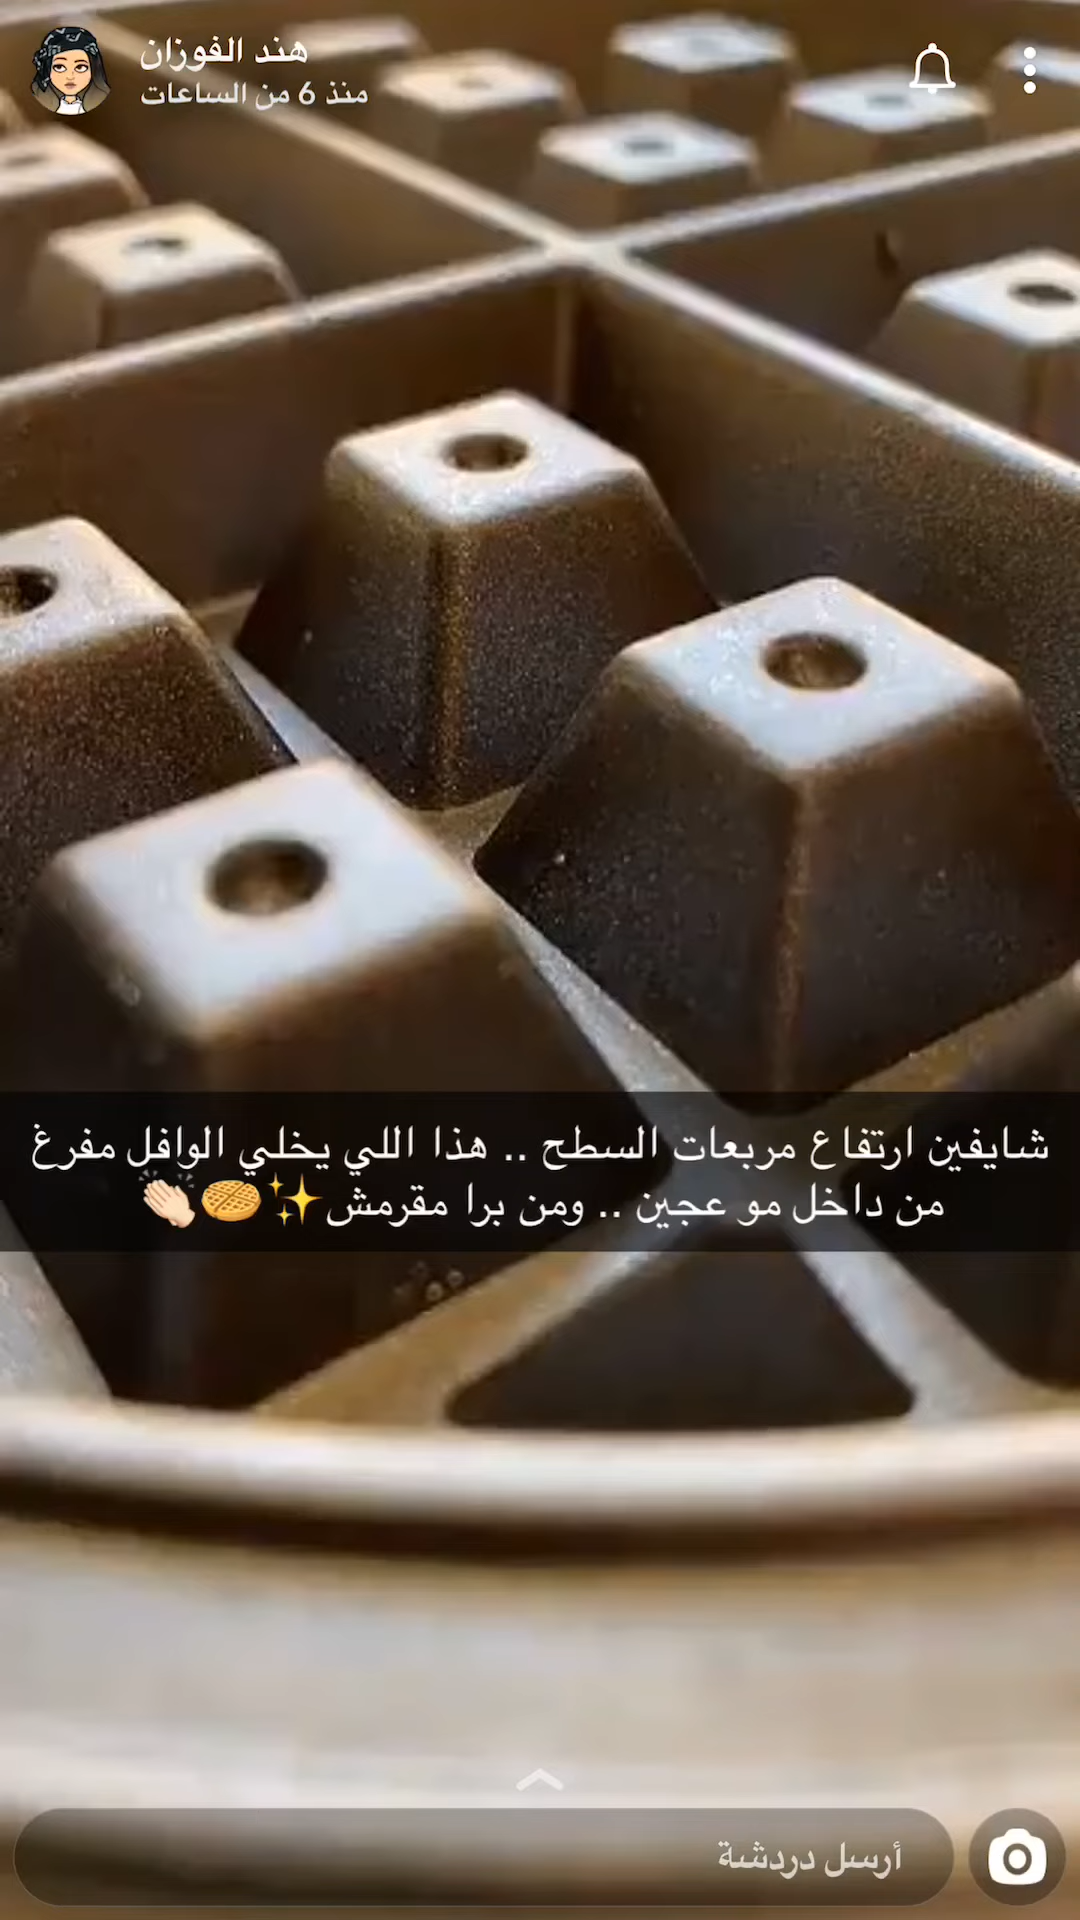 هند الفوزان
منذ 6 من الساعات
شايفين ارتفاع مربعات السطح .. هذا اللي يخلي الوافل مفرغ
من داخل مو عجين .. ومن برا مقرمش✨🧇👏🏻
أرسل دردشة